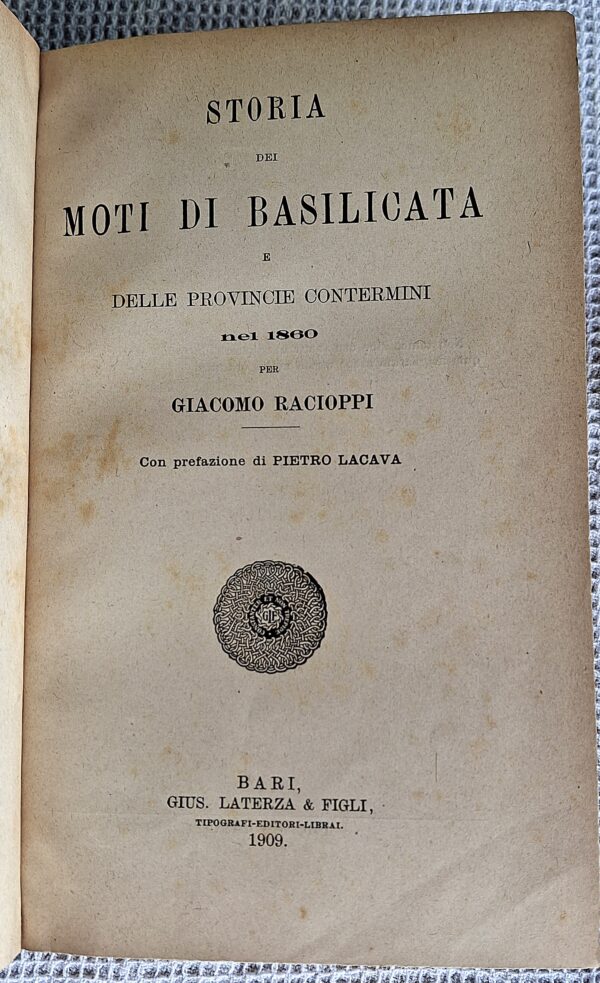 STORIA
DEI
MOTI DI BASILICATA
E
DELLE PROVINCIE CONTERMINI
nel 1860
PER
GIACOMO RACIOPPI
Con prefazione di PIETRO LACAVA
BARI,
GIUS. LATERZA & FIGLI,
TIPOGRAFI-EDITORI-LIBRAI.
1909.